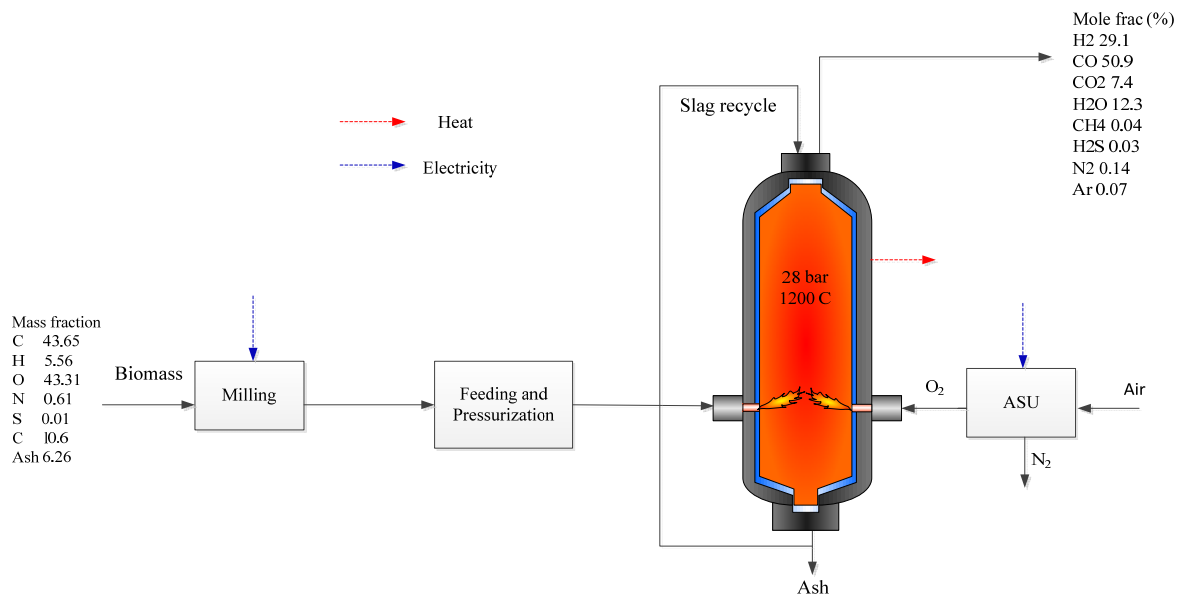 Mole frac (%)
H2 29.1
CO 50.9
CO2 7.4
H2O 12.3
CH4 0.04
H2S 0.03
N2 0.14
Ar 0.07
Slag recycle
Heat
Electricity
28 bar
1200 C
Mass fraction
C 43.65
H 5.56
O 43.31
N 0.61
S 0.01
C l0.6
Ash 6.26
Biomass
Milling
Feeding and
Pressurization
O2
ASU
Air
N2
Ash